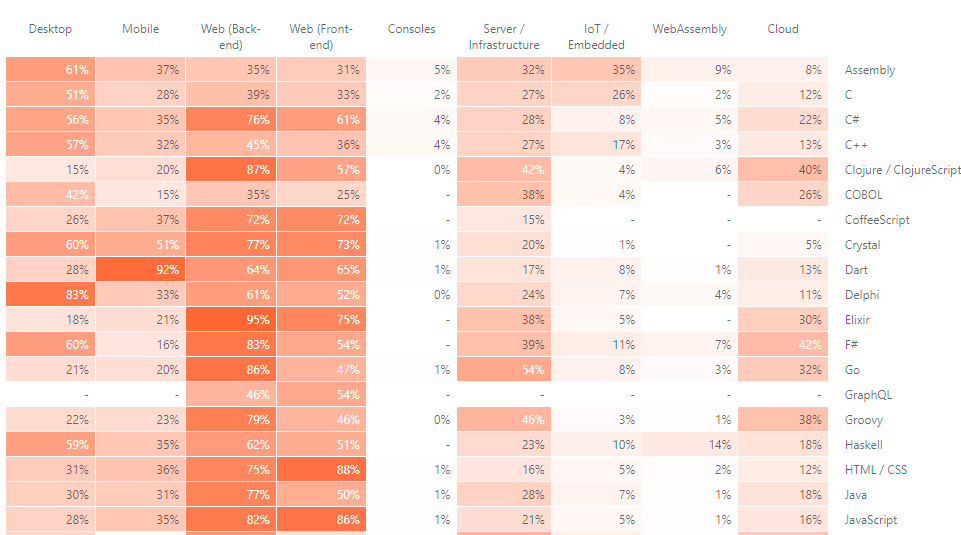 Desktop Mobile Web (Back-end) Web (Front-end) Consoles Server / Infrastructure IoT / Embedded WebAssembly Cloud
61% 37% 35% 31% 5% 32% 35% 9% 8% Assembly
51% 28% 39% 33% 2% 27% 26% 2% 12% C
56% 35% 76% 61% 4% 28% 8% 5% 22% C#
57% 32% 45% 36% 4% 27% 17% 3% 13% C++
15% 20% 87% 57% 0% 42% 4% 6% 40% Clojure / ClojureScript
42% 15% 35% 25% - 38% 4% - 26% COBOL
26% 37% 72% 72% - 15% - - - CoffeeScript
60% 51% 77% 73% 1% 20% 1% - 5% Crystal
28% 92% 64% 65% 1% 17% 8% 1% 13% Dart
83% 33% 61% 52% 0% 24% 7% 4% 11% Delphi
18% 21% 95% 75% - 38% 5% - 30% Elixir
60% 16% 83% 54% - 39% 11% 7% 42% F#
21% 20% 86% 47% 1% 54% 8% 3% 32% Go
- - 46% 54% - - - - - GraphQL
22% 23% 79% 46% 0% 46% 3% 1% 38% Groovy
59% 35% 62% 51% - 23% 10% 14% 18% Haskell
31% 36% 75% 88% 1% 16% 5% 2% 12% HTML / CSS
30% 31% 77% 50% 1% 28% 7% 1% 18% Java
28% 35% 82% 86% 1% 21% 5% 1% 16% JavaScript